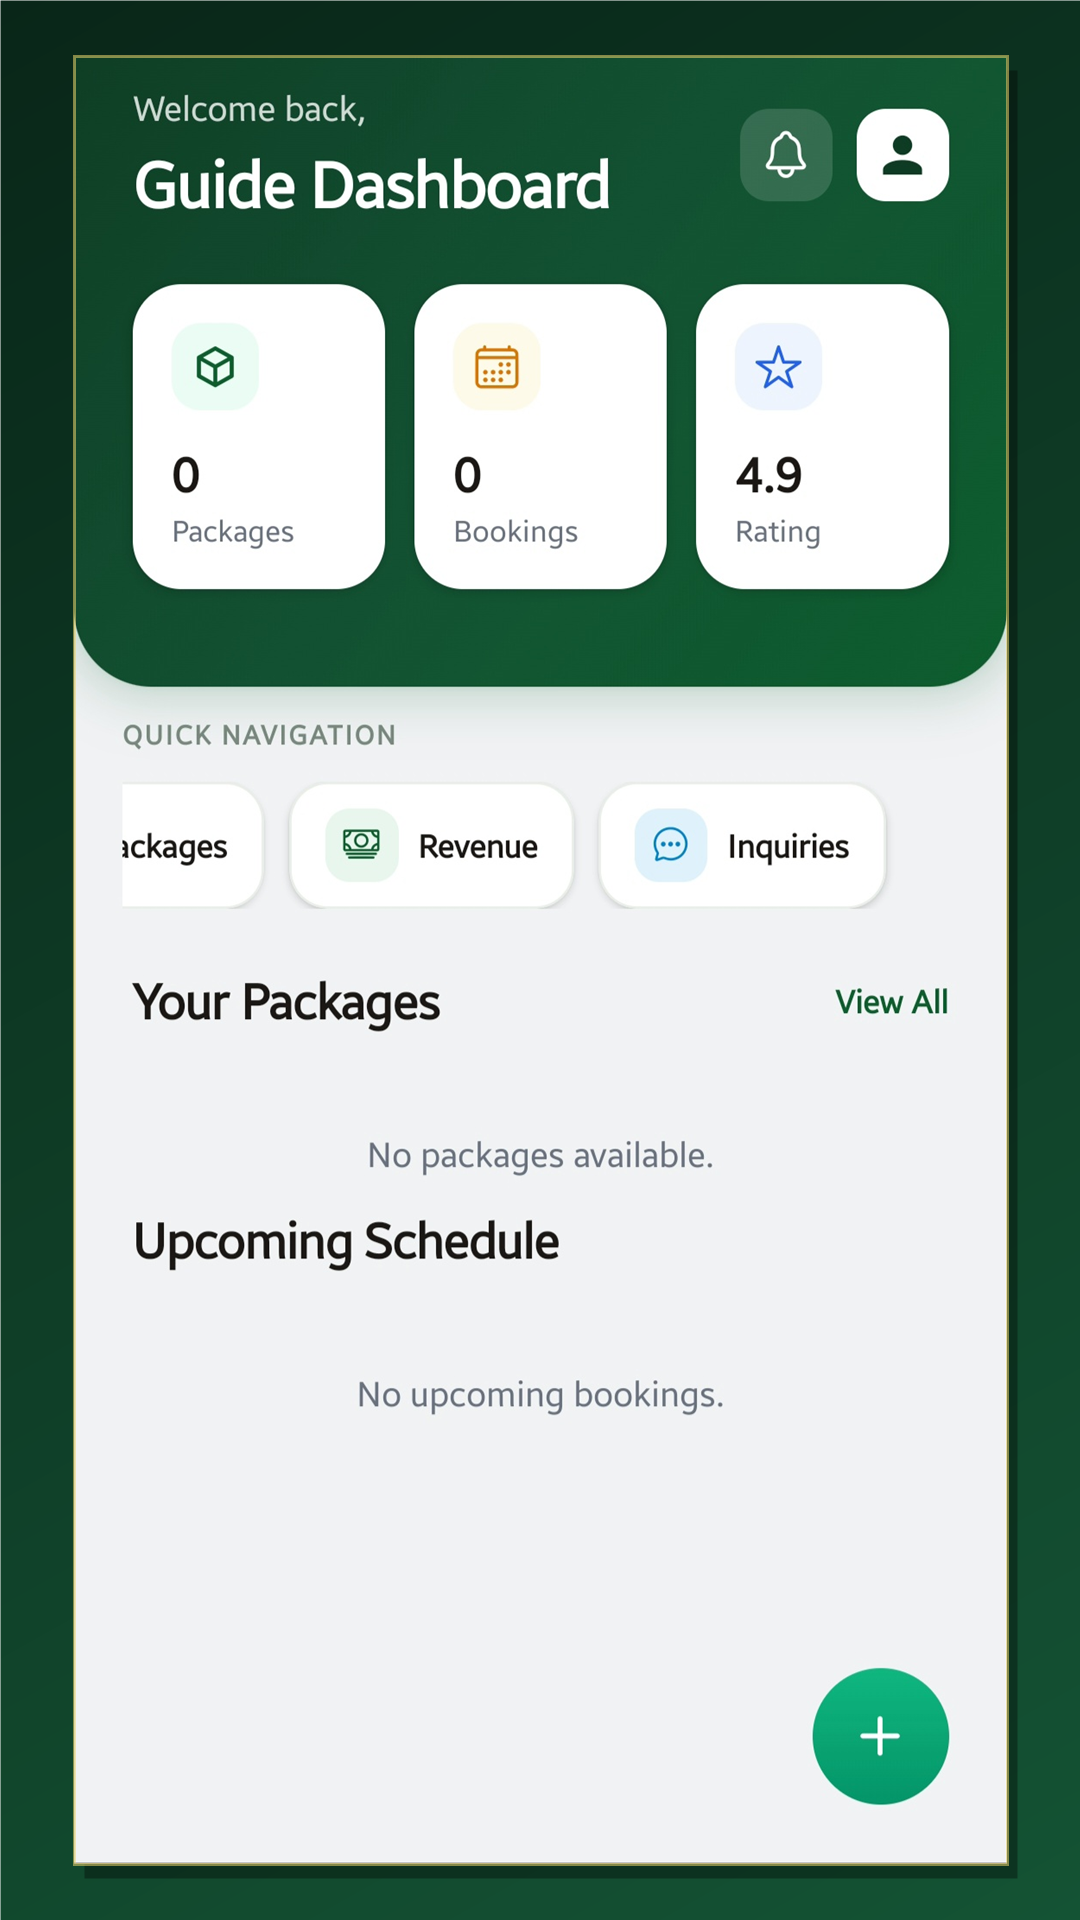 Welcome back,
Guide Dashboard
0
Packages
0
Bookings
4.9
Rating
QUICK NAVIGATION
ackages
Revenue
Inquiries
Your Packages
View All
No packages available.
Upcoming Schedule
No upcoming bookings.